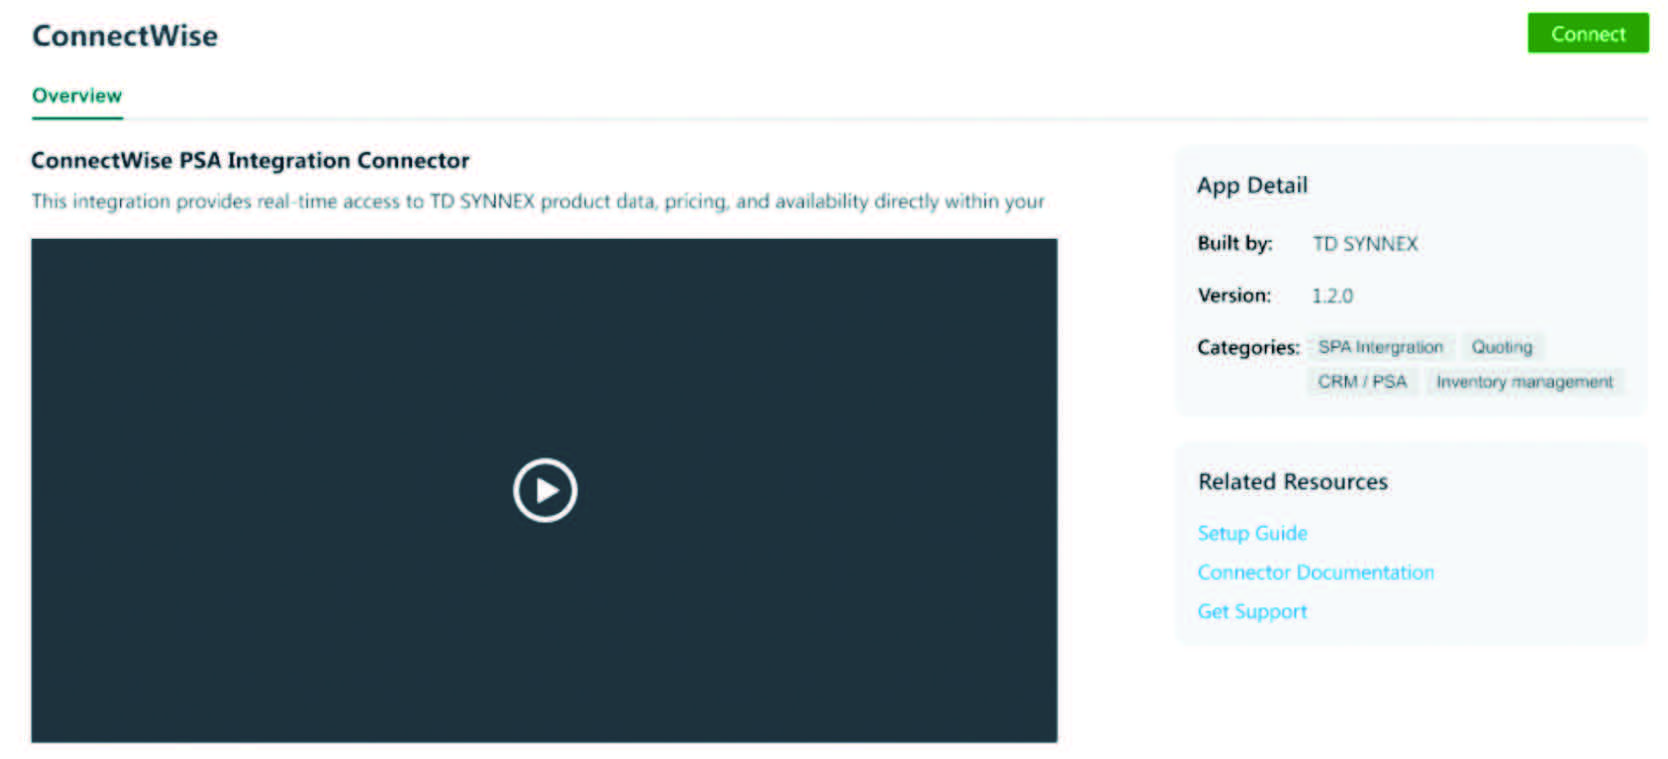 ConnectWise
Connect
Overview
ConnectWise PSA Integration Connector
This integration provides real-time access to TD SYNNEX product data, pricing, and availability directly within your
App Detail
Built by: TD SYNNEX
Version: 1.2.0
Categories: SPA Intergration Quoting
CRM / PSA Inventory management
Related Resources
Setup Guide
Connector Documentation
Get Support